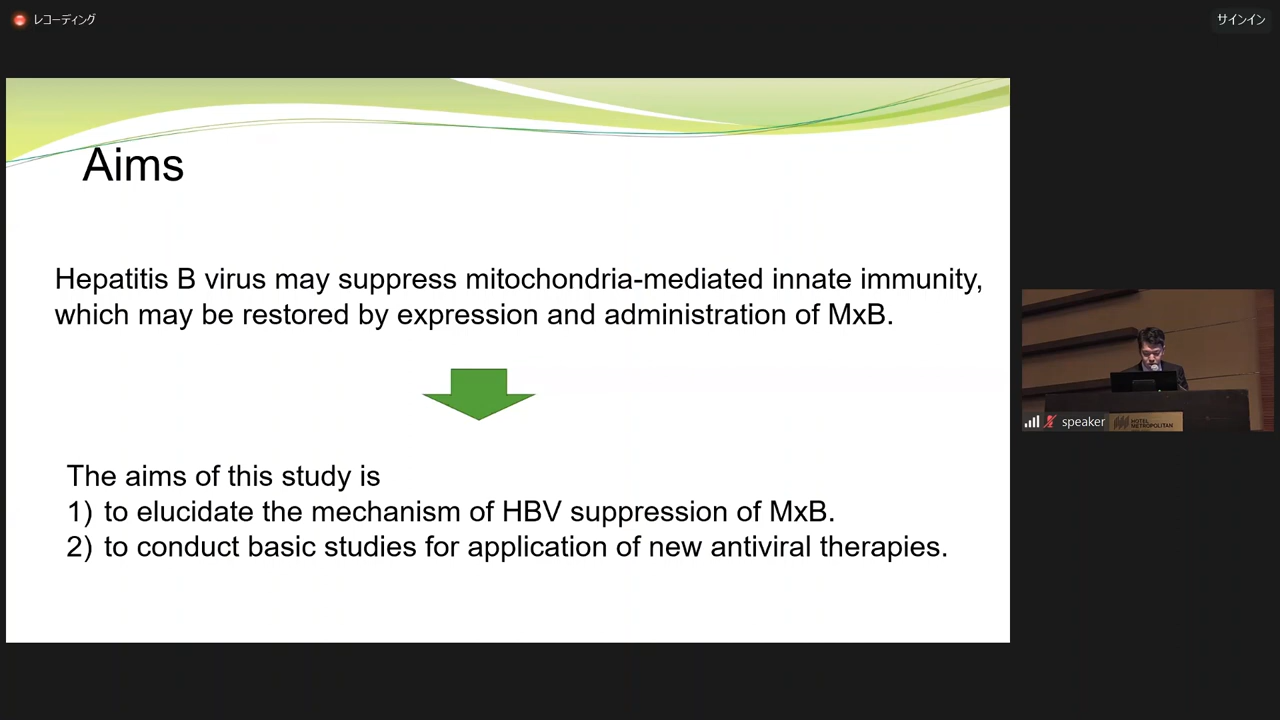 レコーディング
サインイン
Aims
Hepatitis B virus may suppress mitochondria-mediated innate immunity,
which may be restored by expression and administration of MxB.
The aims of this study is
1) to elucidate the mechanism of HBV suppression of MxB.
2) to conduct basic studies for application of new antiviral therapies.
speaker
HOTEL
METROPOLITAN